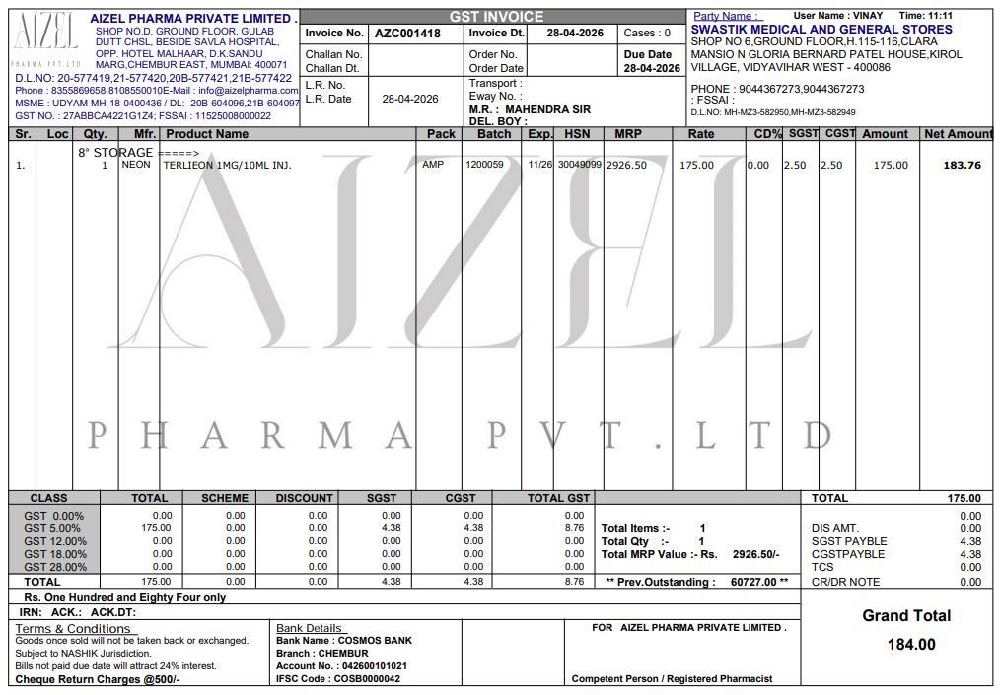 AIZEL
PHARMA PVT.LTD
AIZEL PHARMA PRIVATE LIMITED .
SHOP NO.D, GROUND FLOOR, GULAB
DUTT CHSL, BESIDE SAVLA HOSPITAL,
OPP. HOTEL MALHAAR, D.K.SANDU
MARG,CHEMBUR EAST, MUMBAI: 400071
D.L.NO: 20-577419,21-577420,20B-577421,21B-577422
Phone : 8355869658,8108550010E-Mail : info@aizelpharma.com
MSME : UDYAM-MH-18-0400436 / DL:- 20B-604096,21B-604097
GST NO. : 27ABBCA4221G1Z4; FSSAI : 11525008000022
GST INVOICE
Invoice No. AZC001418 Invoice Dt. 28-04-2026 Cases : 0
Challan No. Order No. Due Date
Challan Dt. Order Date 28-04-2026
L.R. No. Transport :
L.R. Date 28-04-2026 Eway No. :
M.R. : MAHENDRA SIR
DEL. BOY :
Party Name : User Name : VINAY Time: 11:11
SWASTIK MEDICAL AND GENERAL STORES
SHOP NO 6,GROUND FLOOR,H.115-116,CLARA
MANSIO N GLORIA BERNARD PATEL HOUSE,KIROL
VILLAGE, VIDYAVIHAR WEST - 400086
PHONE : 9044367273,9044367273
; FSSAI :
D.L.NO: MH-MZ3-582950,MH-MZ3-582949
Sr. Loc Qty. Mfr. Product Name Pack Batch Exp. HSN MRP Rate CD% SGST CGST Amount Net Amount
8° STORAGE =====>
1. 1 NEON TERLIEON 1MG/10ML INJ. AMP 1200059 11/26 30049099 2926.50 175.00 0.00 2.50 2.50 175.00 183.76
AIZEL
PHARMA PVT.LTD
CLASS TOTAL SCHEME DISCOUNT SGST CGST TOTAL GST
GST 0.00% 0.00 0.00 0.00 0.00 0.00 0.00
GST 5.00% 175.00 0.00 0.00 4.38 4.38 8.76
GST 12.00% 0.00 0.00 0.00 0.00 0.00 0.00
GST 18.00% 0.00 0.00 0.00 0.00 0.00 0.00
GST 28.00% 0.00 0.00 0.00 0.00 0.00 0.00
TOTAL 175.00 0.00 0.00 4.38 4.38 8.76
Total Items :- 1
Total Qty :- 1
Total MRP Value :- Rs. 2926.50/-
** Prev.Outstanding : 60727.00 **
TOTAL 175.00
0.00
DIS AMT. 0.00
SGST PAYBLE 4.38
CGSTPAYBLE 4.38
TCS 0.00
CR/DR NOTE 0.00
Rs. One Hundred and Eighty Four only
IRN: ACK.: ACK.DT:
Grand Total
184.00
Terms & Conditions
Goods once sold will not be taken back or exchanged.
Subject to NASHIK Jurisdiction.
Bills not paid due date will attract 24% interest.
Cheque Return Charges @500/-
Bank Details
Bank Name : COSMOS BANK
Branch : CHEMBUR
Account No. : 042600101021
IFSC Code : COSB0000042
FOR AIZEL PHARMA PRIVATE LIMITED .
Competent Person / Registered Pharmacist